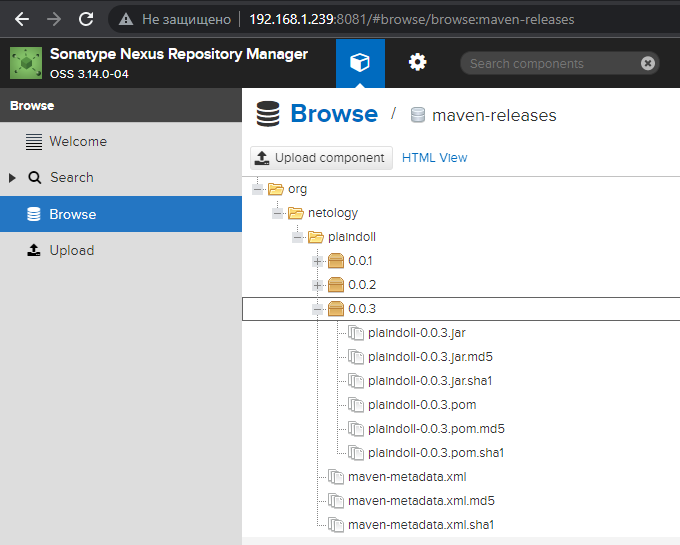 Не защищено 192.168.1.239:8081/#browse/browse:maven-releases
Sonatype Nexus Repository Manager
OSS 3.14.0-04
Search components
Browse
Welcome
Search
Browse
Upload
Browse / maven-releases
Upload component HTML View
org
netology
plaindoll
0.0.1
0.0.2
0.0.3
plaindoll-0.0.3.jar
plaindoll-0.0.3.jar.md5
plaindoll-0.0.3.jar.sha1
plaindoll-0.0.3.pom
plaindoll-0.0.3.pom.md5
plaindoll-0.0.3.pom.sha1
maven-metadata.xml
maven-metadata.xml.md5
maven-metadata.xml.sha1